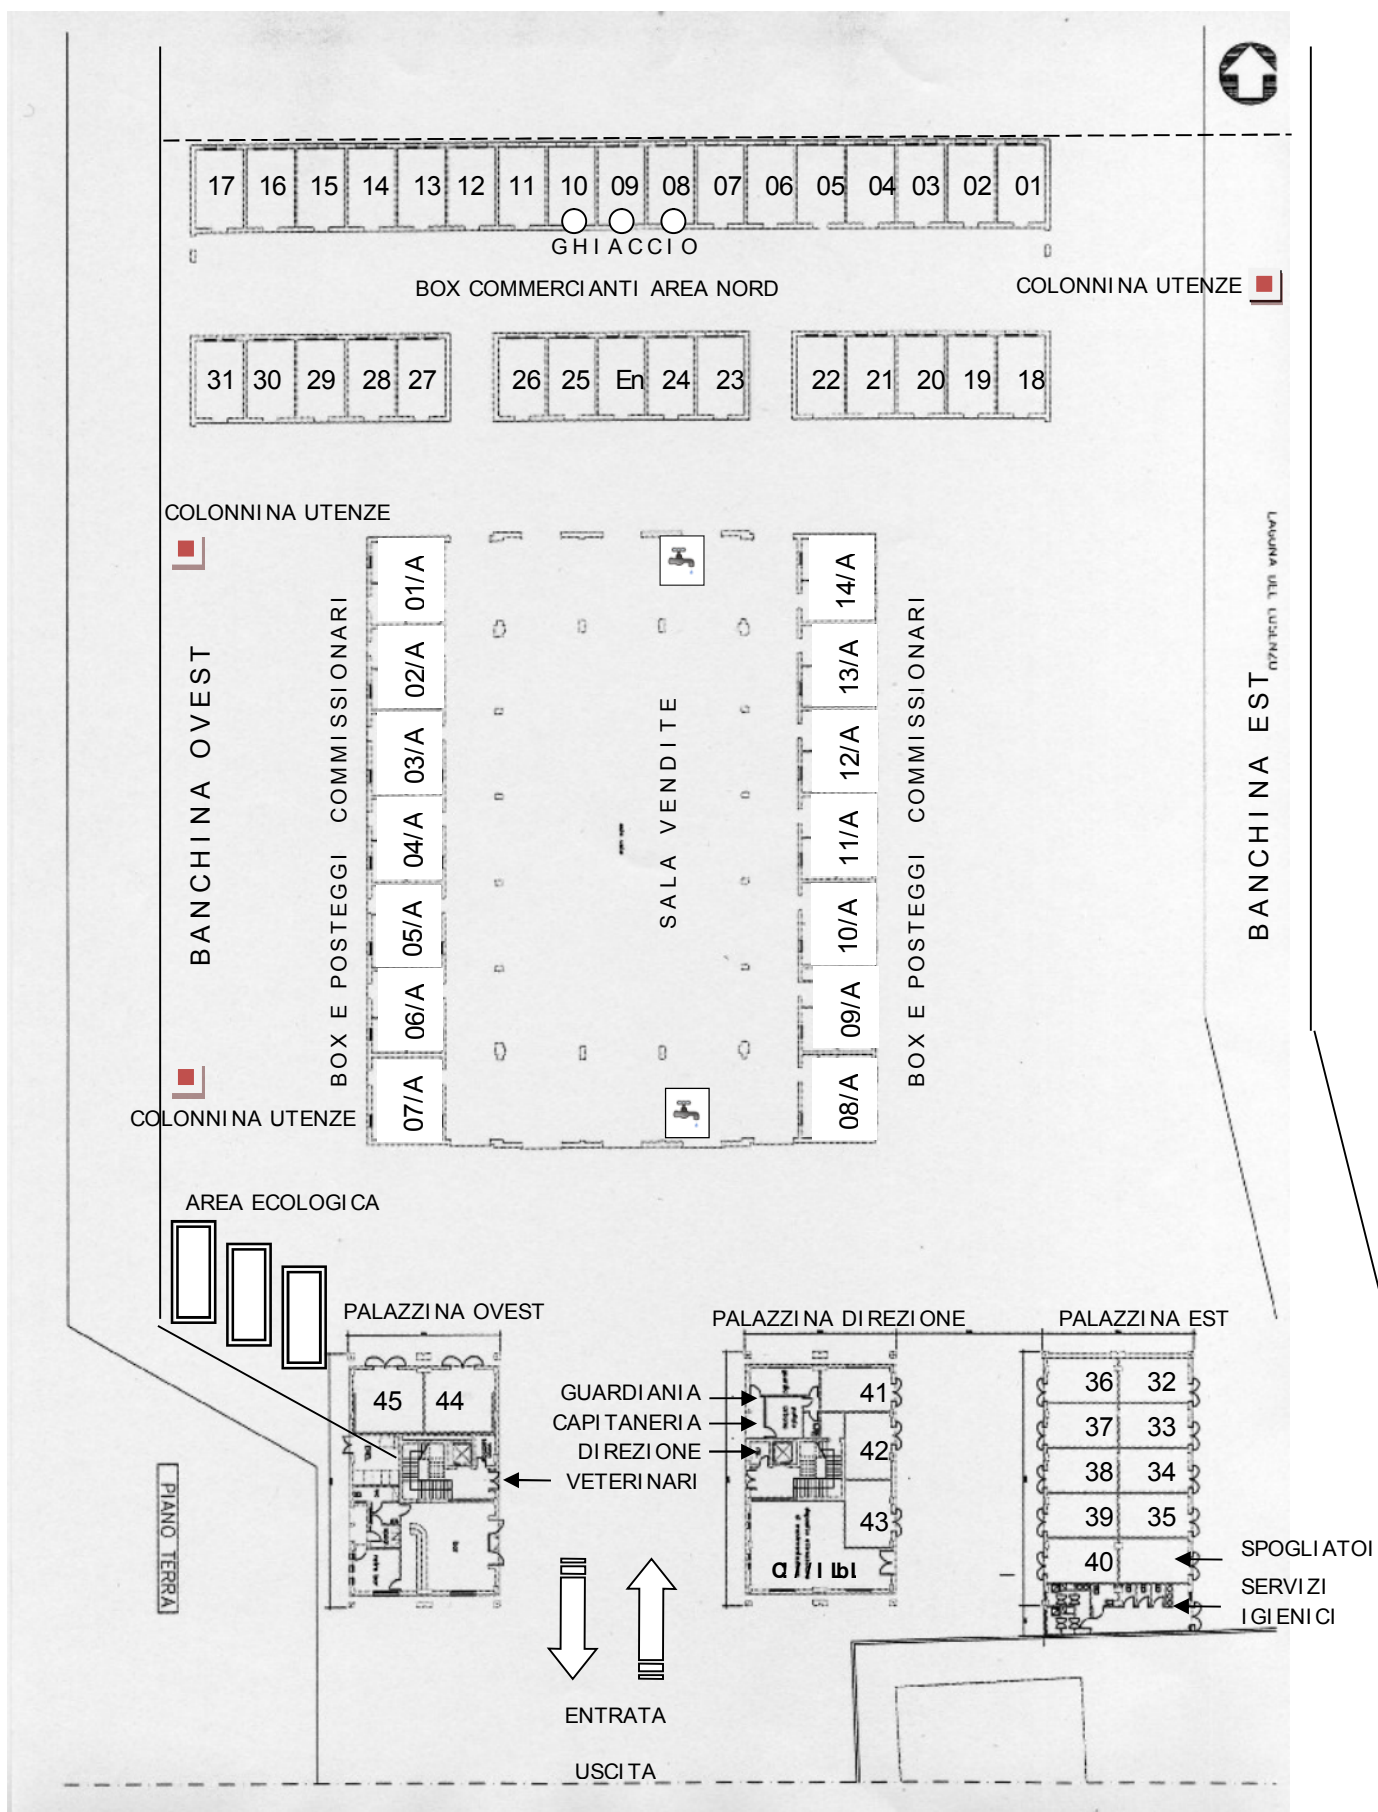 17 16 15 14 13 12 11 10 09 08 07 06 05 04 03 02 01
GHIACCIO
BOX COMMERCIANTI AREA NORD
COLONNINA UTENZE
31 30 29 28 27 26 25 En 24 23 22 21 20 19 18
COLONNINA UTENZE
BANCHINA OVEST
COLONNINA UTENZE
BOX E POSTEGGI COMMISSIONARI
01/A
02/A
03/A
04/A
05/A
06/A
07/A
SALA VENDITE
14/A
13/A
12/A
11/A
10/A
09/A
08/A
BOX E POSTEGGI COMMISSIONARI
BANCHINA EST
LAGUNA DEL LUSENZO
AREA ECOLOGICA
PALAZZINA OVEST
45 44
PALAZZINA DIREZIONE
GUARDIANIA
CAPITANERIA
DIREZIONE
VETERINARI
41
42
43
PALAZZINA EST
36 32
37 33
38 34
39 35
40
SPOGLIATOI
SERVIZI
IGIENICI
PIANO TERRA
bar
ENTRATA
USCITA